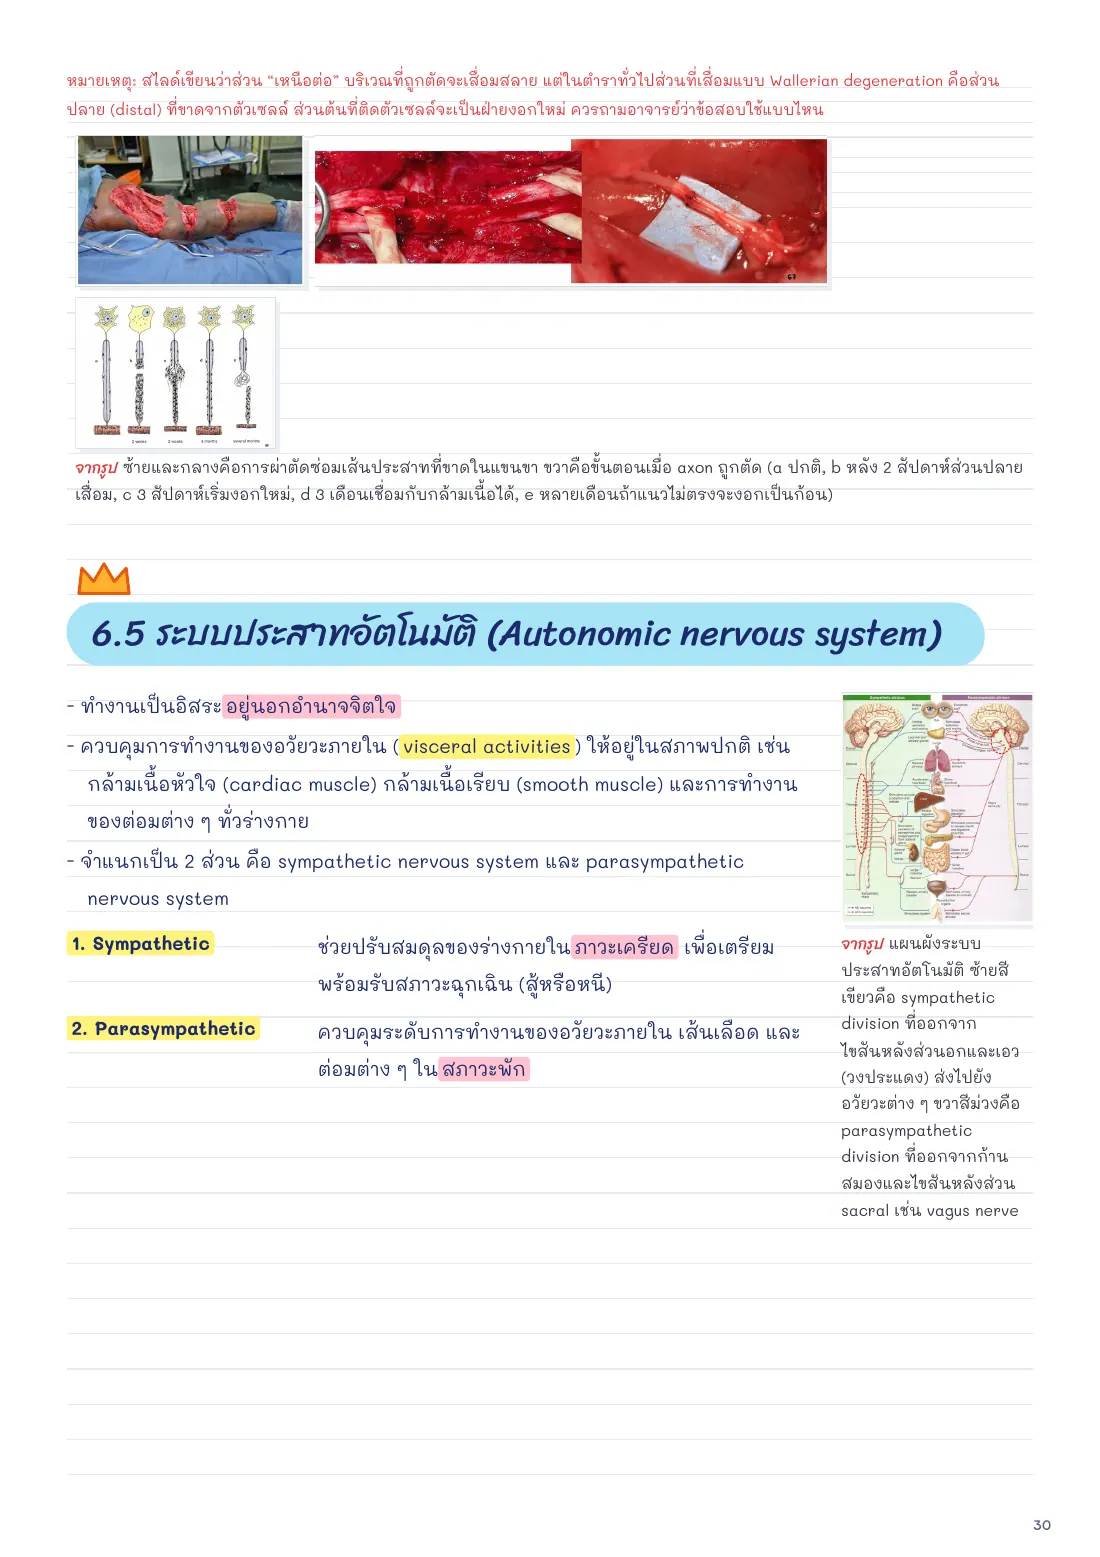 หมายเหตุ: สไลด์เขียนว่าส่วน “เหนือต่อ” บริเวณที่ถูกตัดจะเสื่อมสลาย แต่ในตำราทั่วไปส่วนที่เสื่อมแบบ Wallerian degeneration คือส่วน
ปลาย (distal) ที่ขาดจากตัวเซลล์ ส่วนต้นที่ติดตัวเซลล์จะเป็นฝ่ายงอกใหม่ ควรถามอาจารย์ว่าข้อสอบใช้แบบไหน
67
2 weeks 3 weeks 3 months several months
จากรูป ซ้ายและกลางคือการผ่าตัดซ่อมเส้นประสาทที่ขาดในแขนขา ขวาคือขั้นตอนเมื่อ axon ถูกตัด (a ปกติ, b หลัง 2 สัปดาห์ส่วนปลาย
เสื่อม, c 3 สัปดาห์เริ่มงอกใหม่, d 3 เดือนเชื่อมกับกล้ามเนื้อได้, e หลายเดือนถ้าแนวไม่ตรงจะงอกเป็นก้อน)
6.5 ระบบประสาทอัตโนมัติ (Autonomic nervous system)
- ทำงานเป็นอิสระอยู่นอกอำนาจจิตใจ
- ควบคุมการทำงานของอวัยวะภายใน (visceral activities) ให้อยู่ในสภาพปกติ เช่น
กล้ามเนื้อหัวใจ (cardiac muscle) กล้ามเนื้อเรียบ (smooth muscle) และการทำงาน
ของต่อมต่าง ๆ ทั่วร่างกาย
- จำแนกเป็น 2 ส่วน คือ sympathetic nervous system และ parasympathetic
nervous system
1. Sympathetic
ช่วยปรับสมดุลของร่างกายในภาวะเครียด เพื่อเตรียม
พร้อมรับสภาวะฉุกเฉิน (สู้หรือหนี)
2. Parasympathetic
ควบคุมระดับการทำงานของอวัยวะภายใน เส้นเลือด และ
ต่อมต่าง ๆ ในสภาวะพัก
Sympathetic division
Parasympathetic division
จากรูป แผนผังระบบ
ประสาทอัตโนมัติ ซ้ายสี
เขียวคือ sympathetic
division ที่ออกจาก
ไขสันหลังส่วนอกและเอว
(วงประแดง) ส่งไปยัง
อวัยวะต่าง ๆ ขวาสีม่วงคือ
parasympathetic
division ที่ออกจากก้าน
สมองและไขสันหลังส่วน
sacral เช่น vagus nerve
30